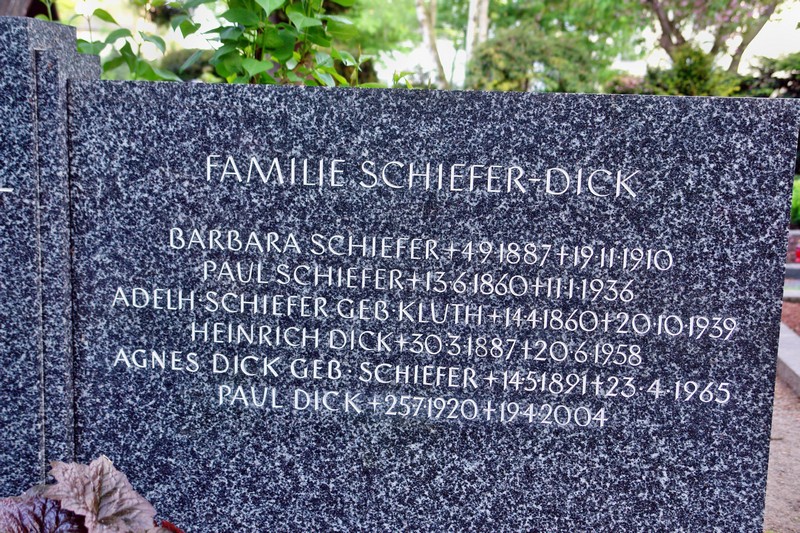 FAMILIE SCHIEFER-DICK
BARBARA SCHIEFER +4·9·1887 +19·11·1910
PAUL SCHIEFER +13·6·1860 +11·1·1936
ADELH·SCHIEFER GEB KLUTH +14·4·1860 +20·10·1939
HEINRICH DICK +30·3·1887 +20·6·1958
AGNES DICK GEB· SCHIEFER +14·5·1891 +23·4·1965
PAUL DICK +25·7·1920 +19·4·2004